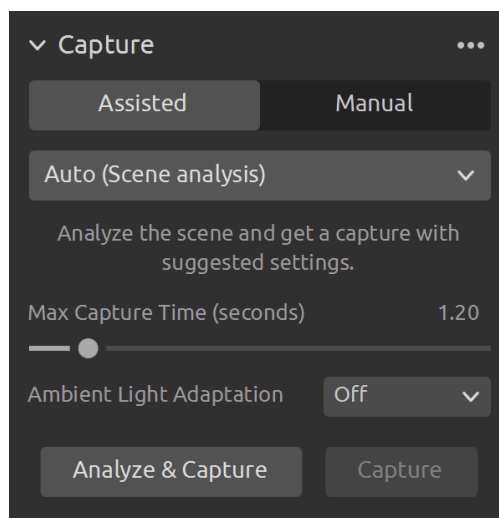 Capture
Assisted Manual
Auto (Scene analysis)
Analyze the scene and get a capture with
suggested settings.
Max Capture Time (seconds) 1.20
Ambient Light Adaptation Off
Analyze & Capture Capture